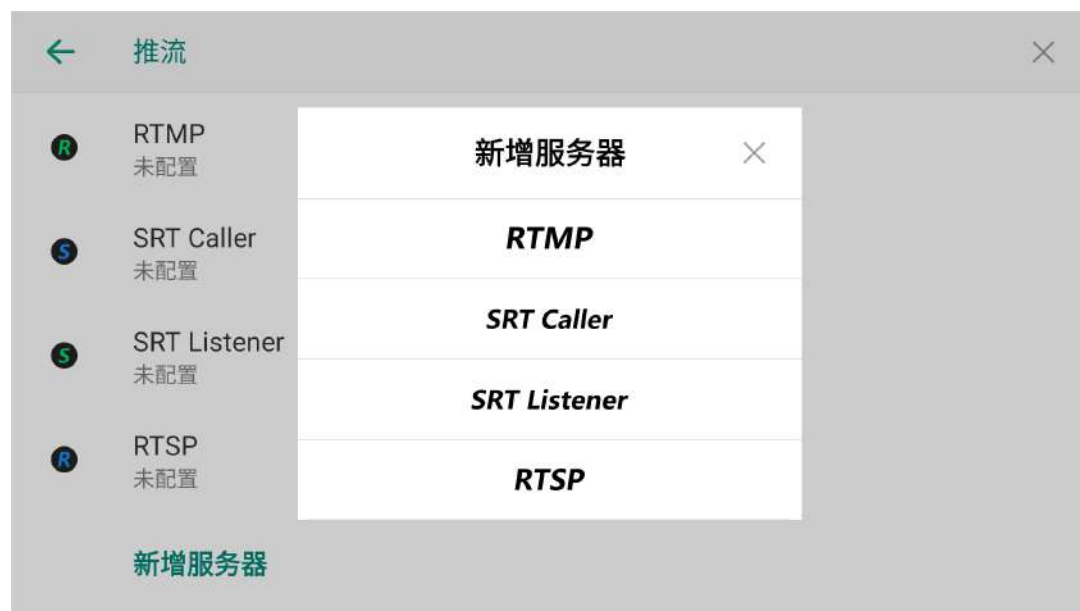 推流
R
RTMP
未配置
S
SRT Caller
未配置
S
SRT Listener
未配置
R
RTSP
未配置
新增服务器
新增服务器
RTMP
SRT Caller
SRT Listener
RTSP